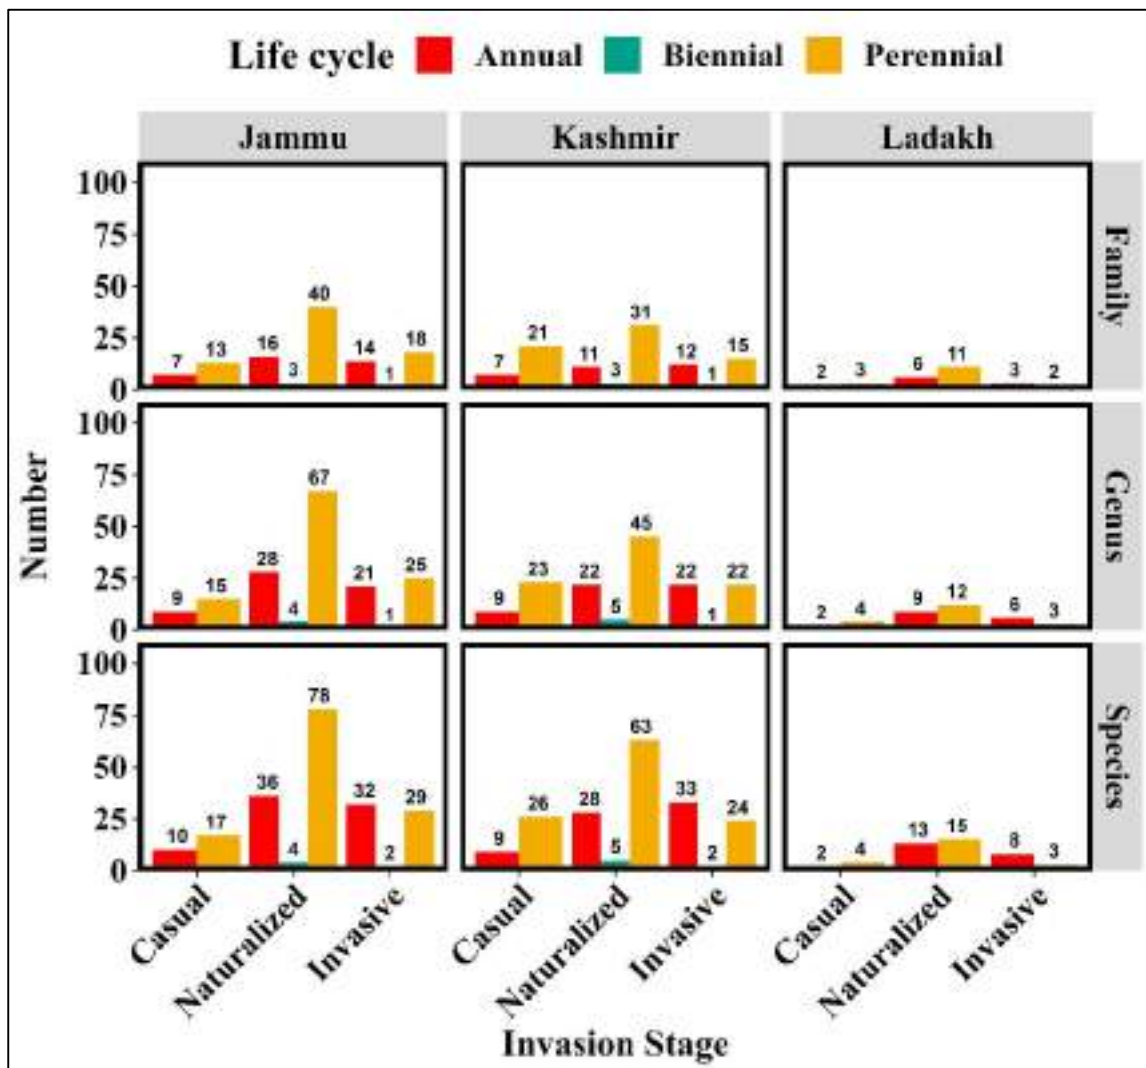 Life cycle Annual Biennial Perennial
Jammu Kashmir Ladakh
100
75
50
25
0
7 13 16 3 40 14 1 18
7 21 11 3 31 12 1 15
2 3 6 11 3 2
Family
100
75
50
25
0
9 15 28 4 67 21 1 25
9 23 22 5 45 22 1 22
2 4 9 12 6 3
Genus
100
75
50
25
0
10 17 36 4 78 32 2 29
9 26 28 5 63 33 2 24
2 4 13 15 8 3
Species
Number
Casual Naturalized Invasive
Casual Naturalized Invasive
Casual Naturalized Invasive
Invasion Stage